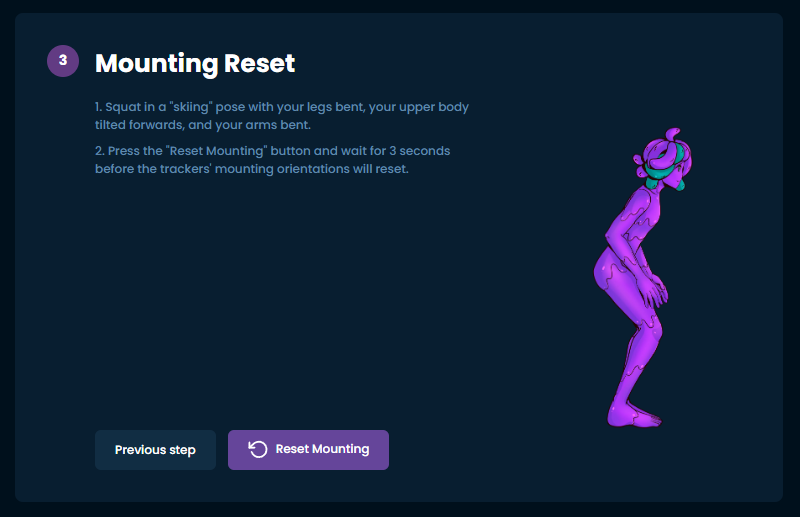 3
Mounting Reset
1. Squat in a "skiing" pose with your legs bent, your upper body
tilted forwards, and your arms bent.
2. Press the "Reset Mounting" button and wait for 3 seconds
before the trackers' mounting orientations will reset.
Previous step
Reset Mounting